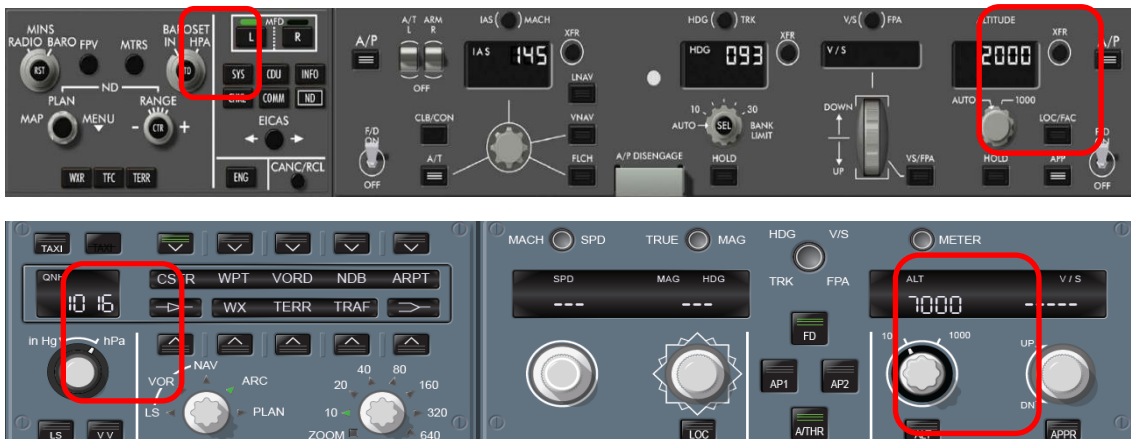 MINS
RADIO BARO FPV MTRS
BAROSET
IN HPA
RST
STD
ND
PLAN RANGE
MAP MENU - CTR +
WXR TFC TERR
MFD
L R
SYS CDU INFO
CHKL COMM ND
EICAS
ENG CANC/RCL
A/P
F/D
ON
OFF
A/T ARM
L R
OFF
CLB/CON
A/T
IAS MACH
IAS 145
XFR
LNAV
VNAV
FLCH
A/P DISENGAGE
HDG TRK
HDG 093
XFR
10 30
AUTO SEL BANK
LIMIT
HOLD
V/S FPA
V/S
DOWN
UP
VS/FPA
ALTITUDE
2000
XFR
AUTO 1000
LOC/FAC
HOLD APP
A/P
F/D
ON
OFF
TAXI TAXI
QNH
1016
in Hg hPa
LS V V
CSTR WPT VORD NDB ARPT
WX TERR TRAF
NAV
VOR ARC
LS PLAN
40 80
20 160
10 320
ZOOM 640
MACH SPD
TRUE MAG
HDG V/S
TRK FPA
METER
SPD MAG HDG
--- ---
ALT V/S
7000 -----
FD
AP1 AP2
A/THR
LOC
1000
UP
DN
ALT APPR